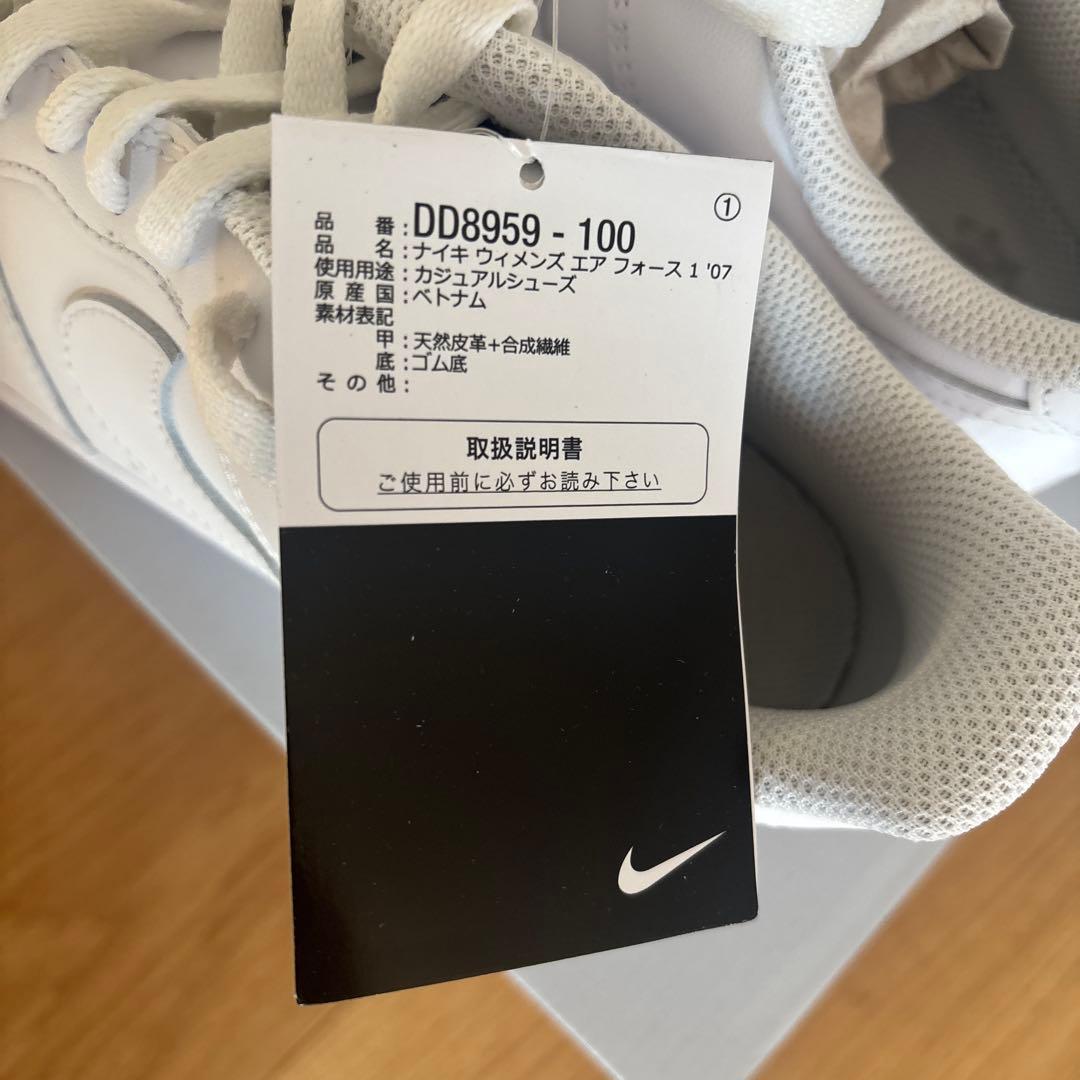 ①
品番:DD8959 - 100
品名:ナイキ ウィメンズ エア フォース 1 '07
使用用途:カジュアルシューズ
原産国:ベトナム
素材表記
甲:天然皮革+合成繊維
底:ゴム底
その他:
取扱説明書
ご使用前に必ずお読み下さい